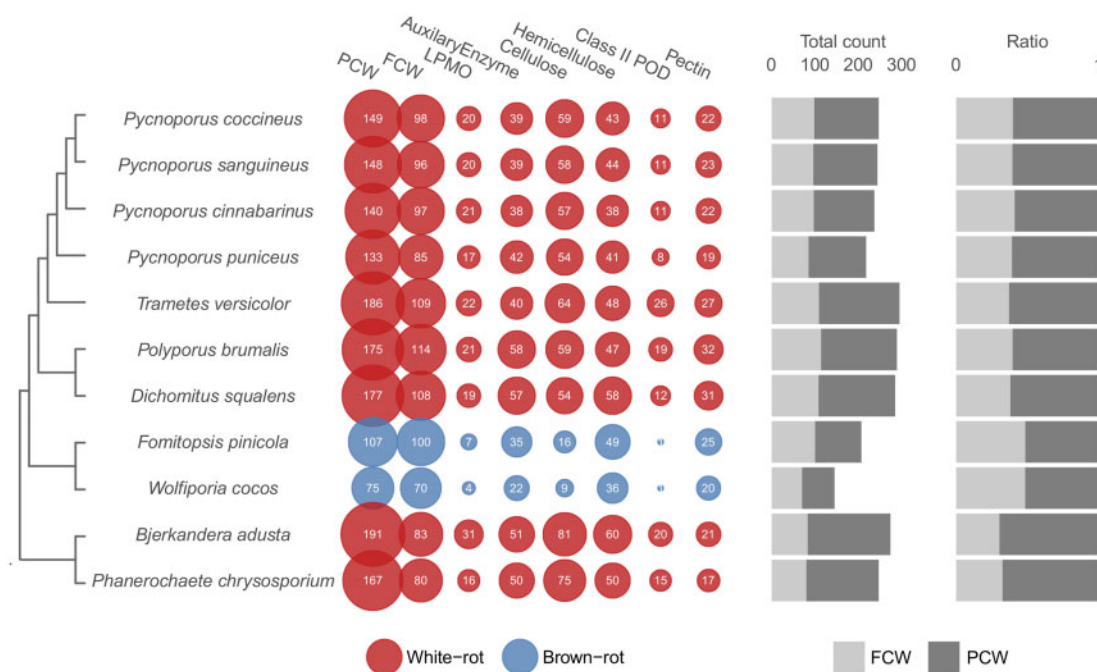 PCW FCW LPMO AuxilaryEnzyme Cellulose Hemicellulose Class II POD Pectin
Total count Ratio
0 100 200 300 0 1
Pycnoporus coccineus 149 98 20 39 59 43 11 22
Pycnoporus sanguineus 148 96 20 39 58 44 11 23
Pycnoporus cinnabarinus 140 97 21 38 57 38 11 22
Pycnoporus puniceus 133 85 17 42 54 41 8 19
Trametes versicolor 186 109 22 40 64 48 26 27
Polyporus brumalis 175 114 21 58 59 47 19 32
Dichomitus squalens 177 108 19 57 54 58 12 31
Fomitopsis pinicola 107 100 7 35 16 49 1 25
Wolfiporia cocos 75 70 4 22 9 36 1 20
Bjerkandera adusta 191 83 31 51 81 60 20 21
Phanerochaete chrysosporium 167 80 16 50 75 50 15 17
White−rot Brown−rot FCW PCW